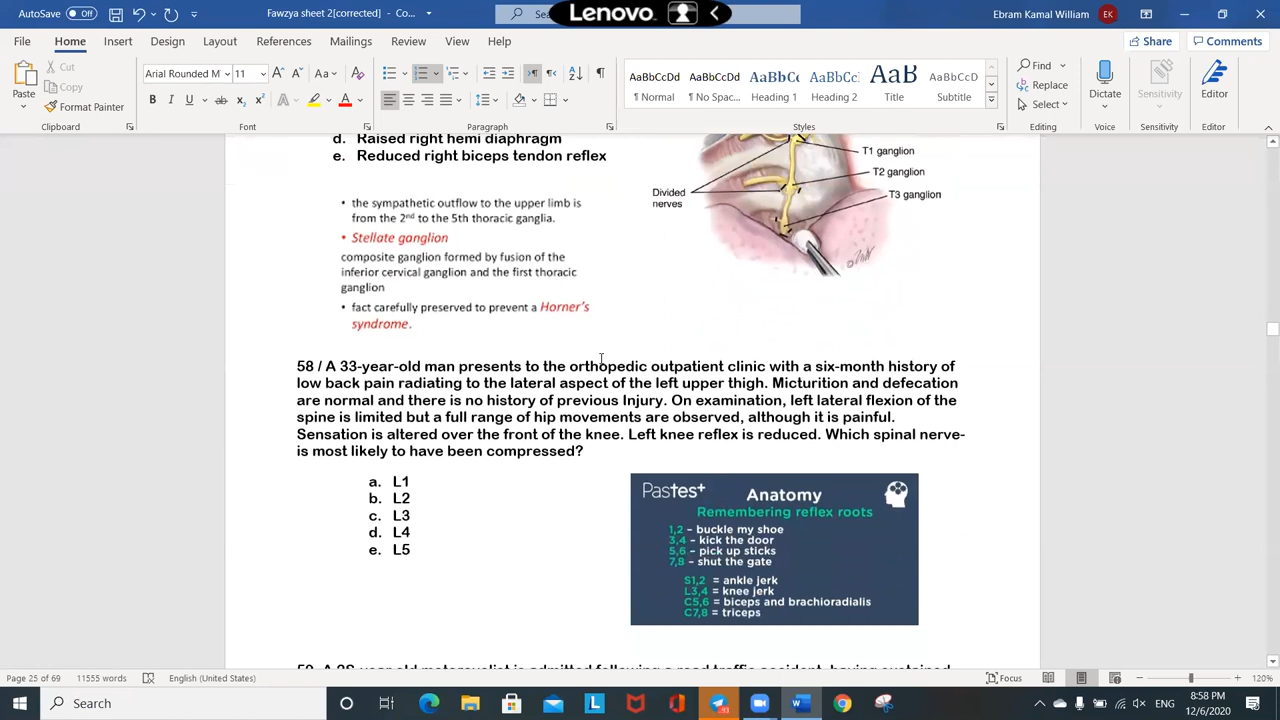 AutoSave Off
Fawzya sheet 2[corrected]
Lenovo
Ebram Kamal William
EK
File
Home
Insert
Design
Layout
References
Mailings
Review
View
Help
Share
Comments
Paste
Cut
Copy
Format Painter
Clipboard
Arial Rounded M
11
Font
Paragraph
AaBbCcDd
¶ Normal
AaBbCcDd
¶ No Spac...
AaBbCc
Heading 1
AaBbCcl
Heading 2
AaB
Title
AaBbCcD
Subtitle
Styles
Find
Replace
Select
Editing
Dictate
Voice
Sensitivity
Sensitivity
Editor
Editor
d. Raised right hemi diaphragm
e. Reduced right biceps tendon reflex
T1 ganglion
T2 ganglion
T3 ganglion
Divided
nerves
• the sympathetic outflow to the upper limb is
from the 2nd to the 5th thoracic ganglia.
• Stellate ganglion
composite ganglion formed by fusion of the
inferior cervical ganglion and the first thoracic
ganglion
• fact carefully preserved to prevent a Horner's
syndrome.
58 / A 33-year-old man presents to the orthopedic outpatient clinic with a six-month history of
low back pain radiating to the lateral aspect of the left upper thigh. Micturition and defecation
are normal and there is no history of previous Injury. On examination, left lateral flexion of the
spine is limited but a full range of hip movements are observed, although it is painful.
Sensation is altered over the front of the knee. Left knee reflex is reduced. Which spinal nerve-
is most likely to have been compressed?
a. L1
b. L2
c. L3
d. L4
e. L5
Pastest
Anatomy
Remembering reflex roots
1,2 – buckle my shoe
3,4 – kick the door
5,6 – pick up sticks
7,8 – shut the gate
S1,2 = ankle jerk
L3,4 = knee jerk
C5,6 = biceps and brachioradialis
C7,8 = triceps
Page 25 of 69
11555 words
English (United States)
Focus
120%
Search
93
ENG
8:58 PM
12/6/2020